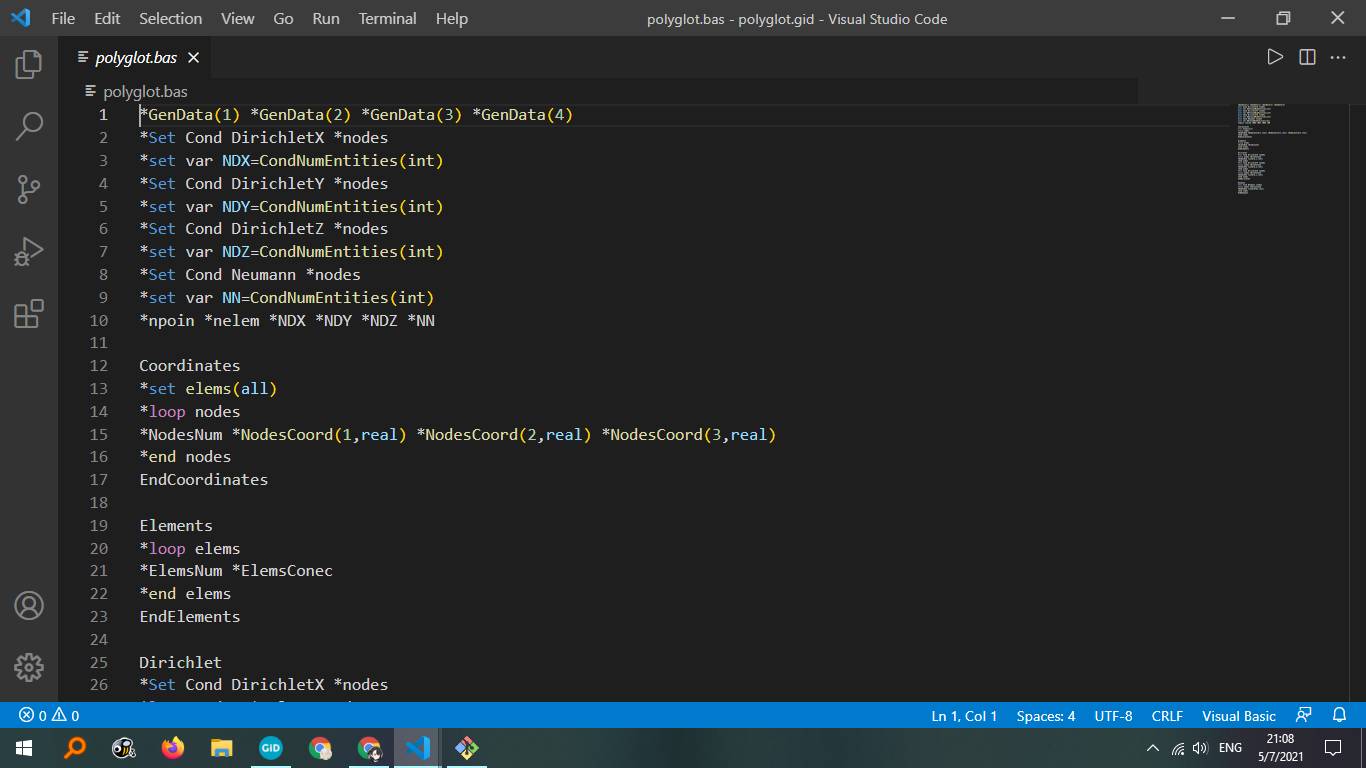 File Edit Selection View Go Run Terminal Help polyglot.bas - polyglot.gid - Visual Studio Code
polyglot.bas
polyglot.bas
1 *GenData(1) *GenData(2) *GenData(3) *GenData(4)
2 *Set Cond DirichletX *nodes
3 *set var NDX=CondNumEntities(int)
4 *Set Cond DirichletY *nodes
5 *set var NDY=CondNumEntities(int)
6 *Set Cond DirichletZ *nodes
7 *set var NDZ=CondNumEntities(int)
8 *Set Cond Neumann *nodes
9 *set var NN=CondNumEntities(int)
10 *npoin *nelem *NDX *NDY *NDZ *NN
11
12 Coordinates
13 *set elems(all)
14 *loop nodes
15 *NodesNum *NodesCoord(1,real) *NodesCoord(2,real) *NodesCoord(3,real)
16 *end nodes
17 EndCoordinates
18
19 Elements
20 *loop elems
21 *ElemsNum *ElemsConec
22 *end elems
23 EndElements
24
25 Dirichlet
26 *Set Cond DirichletX *nodes
0 0 Ln 1, Col 1 Spaces: 4 UTF-8 CRLF Visual Basic
GID ENG 21:08
5/7/2021